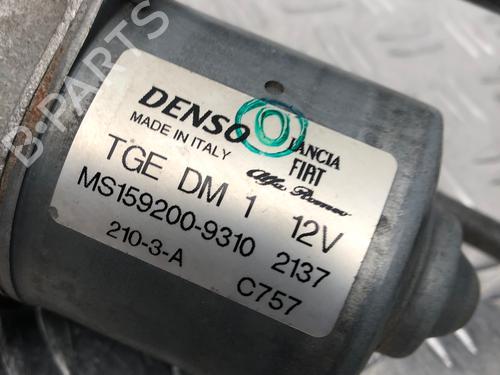 B-PARTS
DENSO
MADE IN ITALY
LANCIA
FIAT
Alfa Romeo
TGE DM 1 12V
MS159200-9310 2137
210-3-A C757